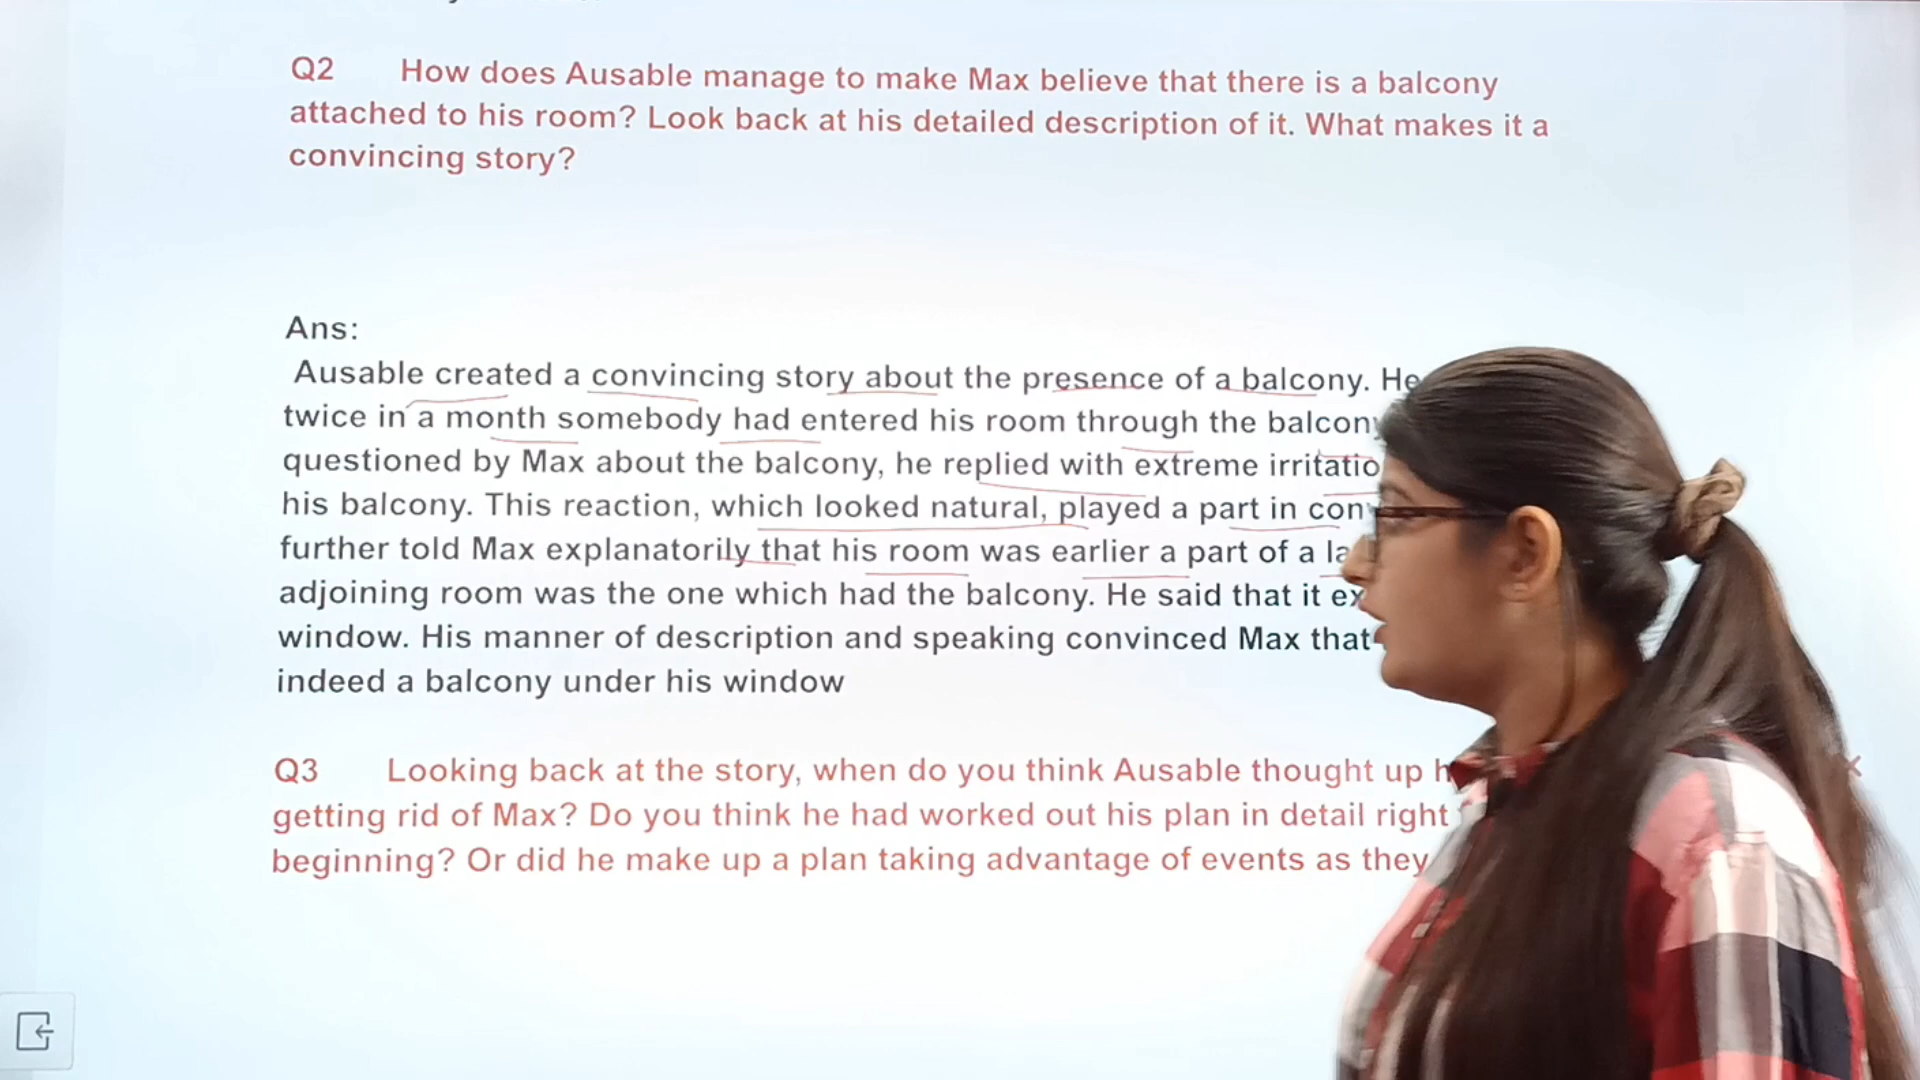 Q2 How does Ausable manage to make Max believe that there is a balcony
attached to his room? Look back at his detailed description of it. What makes it a
convincing story?
Ans:
Ausable created a convincing story about the presence of a balcony. He
twice in a month somebody had entered his room through the
questioned by Max about the balcony, he replied with extreme
his balcony. This reaction, which looked natural, played a part in
further told Max explanatorily that his room was earlier a part of a
adjoining room was the one which had the balcony. He said that it
window. His manner of description and speaking convinced Max that
indeed a balcony under his window
Q3 Looking back at the story, when do you think Ausable thought up
getting rid of Max? Do you think he had worked out his plan in detail right
beginning? Or did he make up a plan taking advantage of events as they